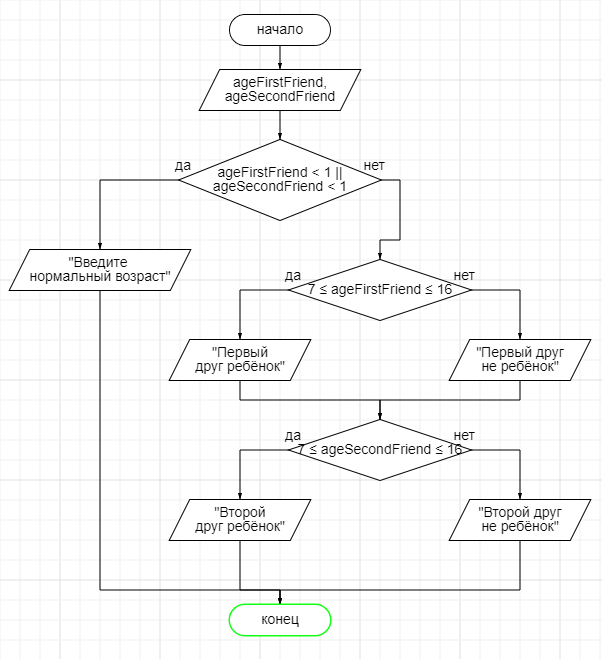 начало
ageFirstFriend,
ageSecondFriend
да
нет
ageFirstFriend < 1 ||
ageSecondFriend < 1
"Введите
нормальный возраст"
да
нет
7 ≤ ageFirstFriend ≤ 16
"Первый
друг ребёнок"
"Первый друг
не ребёнок"
да
нет
7 ≤ ageSecondFriend ≤ 16
"Второй
друг ребёнок"
"Второй друг
не ребёнок"
конец